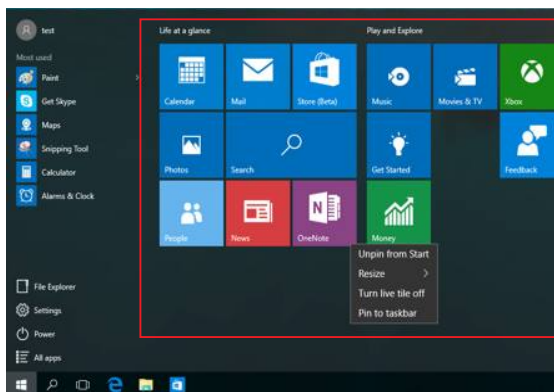 test
Most used
Paint
Get Skype
Maps
Snipping Tool
Calculator
Alarms & Clock
File Explorer
Settings
Power
All apps
Life at a glance
Calendar
Mail
Store (Beta)
Photos
Search
People
News
OneNote
Play and Explore
Music
Movies & TV
Xbox
Get Started
Feedback
Money
Unpin from Start
Resize
Turn live tile off
Pin to taskbar